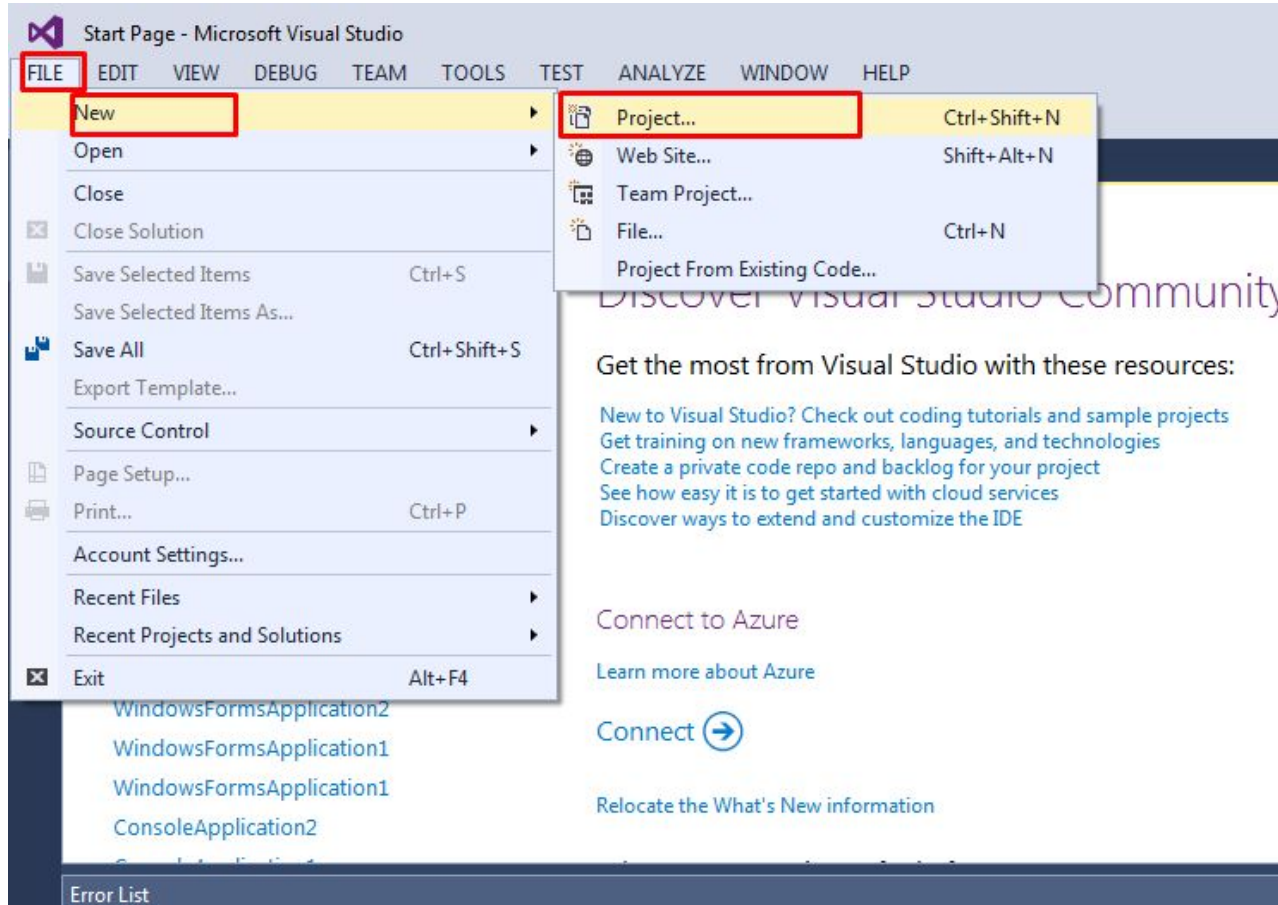 Start Page - Microsoft Visual Studio
FILE EDIT VIEW DEBUG TEAM TOOLS TEST ANALYZE WINDOW HELP
New
Open
Close
Close Solution
Save Selected Items Ctrl+S
Save Selected Items As...
Save All Ctrl+Shift+S
Export Template...
Source Control
Page Setup...
Print... Ctrl+P
Account Settings...
Recent Files
Recent Projects and Solutions
Exit Alt+F4
Project... Ctrl+Shift+N
Web Site... Shift+Alt+N
Team Project...
File... Ctrl+N
Project From Existing Code...
WindowsFormsApplication2
WindowsFormsApplication1
WindowsFormsApplication1
ConsoleApplication2
Discover Visual Studio Community
Get the most from Visual Studio with these resources:
New to Visual Studio? Check out coding tutorials and sample projects
Get training on new frameworks, languages, and technologies
Create a private code repo and backlog for your project
See how easy it is to get started with cloud services
Discover ways to extend and customize the IDE
Connect to Azure
Learn more about Azure
Connect
Relocate the What's New information
Error List